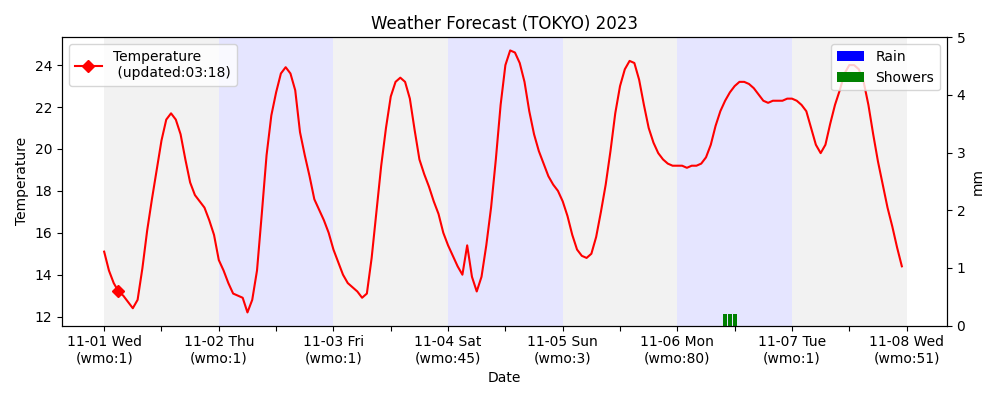 Weather Forecast (TOKYO) 2023
Temperature
(updated:03:18)
Rain
Showers
24
22
20
18
16
14
12
Temperature
5
4
3
2
1
0
mm
11-01 Wed 11-02 Thu 11-03 Fri 11-04 Sat 11-05 Sun 11-06 Mon 11-07 Tue 11-08 Wed
(wmo:1) (wmo:1) (wmo:1) (wmo:45) (wmo:3) (wmo:80) (wmo:1) (wmo:51)
Date